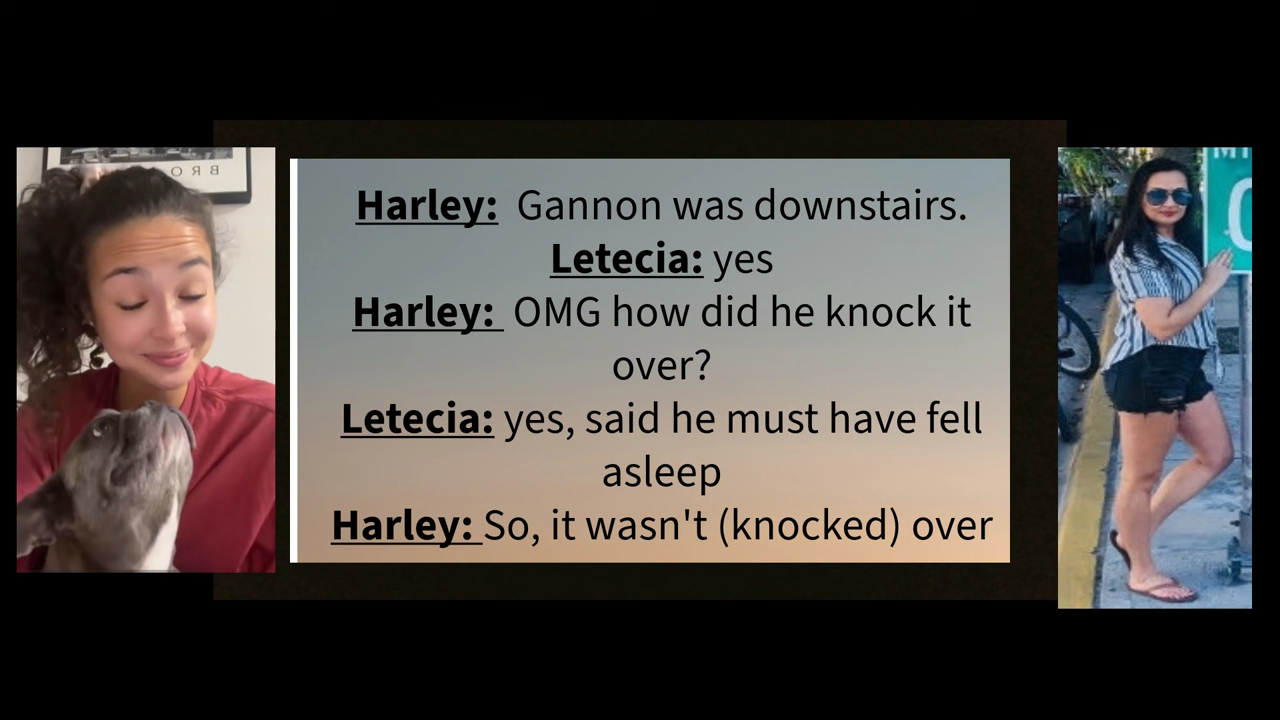 BRO
Harley: Gannon was downstairs.
Letecia: yes
Harley: OMG how did he knock it
over?
Letecia: yes, said he must have fell
asleep
Harley: So, it wasn't (knocked) over